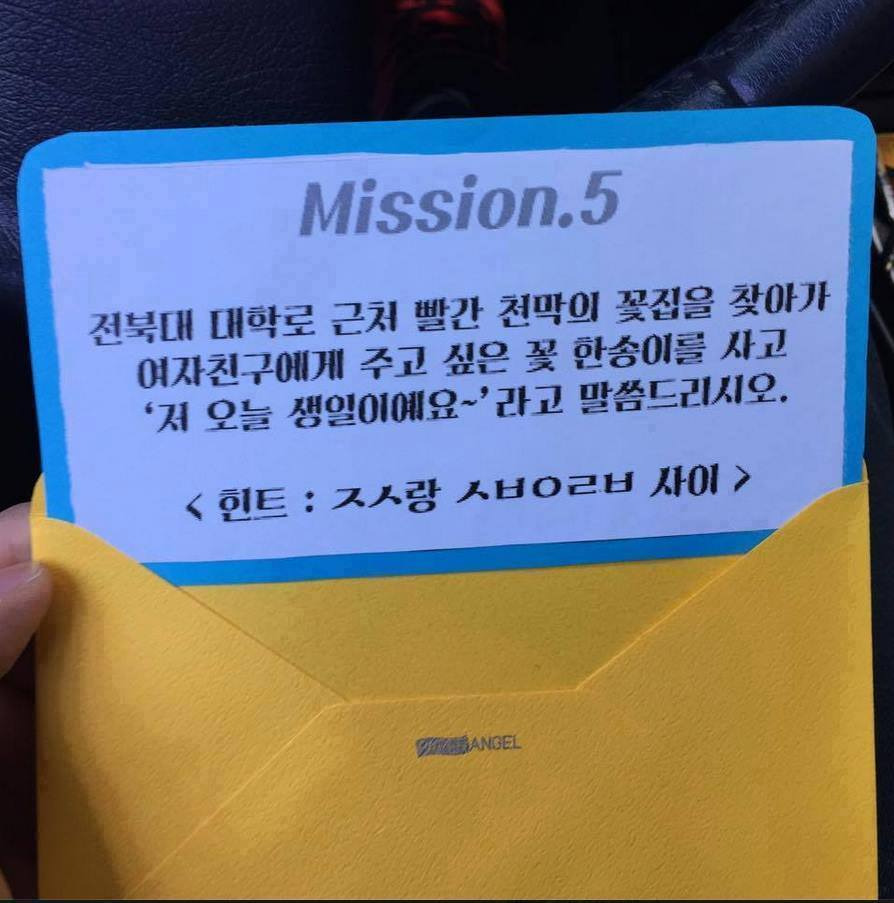 Mission.5
전북대 대학로 근처 빨간 천막의 꽃집을 찾아가
여자친구에게 주고 싶은 꽃 한송이를 사고
‘저 오늘 생일이예요~’라고 말씀드리시오.
< 힌트 : ㅈㅅ랑 ㅅㅂㅇㄹㅂ 사이 >
ANGEL